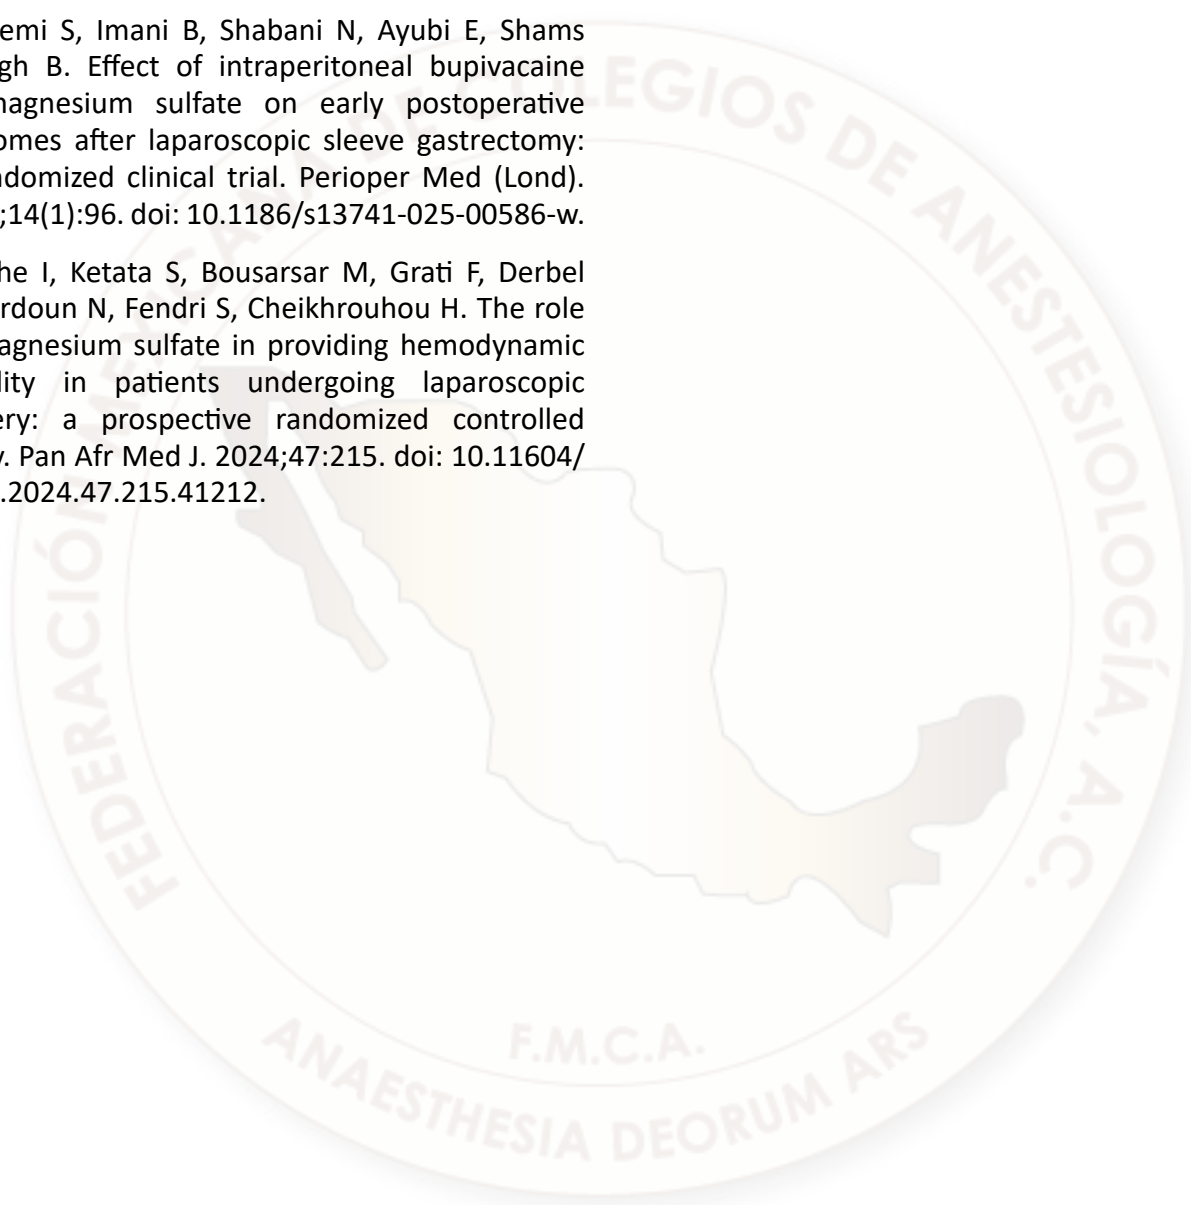 emi S, Imani B, Shabani N, Ayubi E, Shams
gh B. Effect of intraperitoneal bupivacaine
magnesium sulfate on early postoperative
omes after laparoscopic sleeve gastrectomy:
ndomized clinical trial. Perioper Med (Lond).
;14(1):96. doi: 10.1186/s13741-025-00586-w.
he I, Ketata S, Bousarsar M, Grati F, Derbel
rdoun N, Fendri S, Cheikhrouhou H. The role
agnesium sulfate in providing hemodynamic
lity in patients undergoing laparoscopic
ery: a prospective randomized controlled
y. Pan Afr Med J. 2024;47:215. doi: 10.11604/
.2024.47.215.41212.
FEDERACIÓN MEXICANA DE COLEGIOS DE ANESTESIOLOGÍA, A.C.
F.M.C.A.
ANAESTHESIA DEORUM ARS